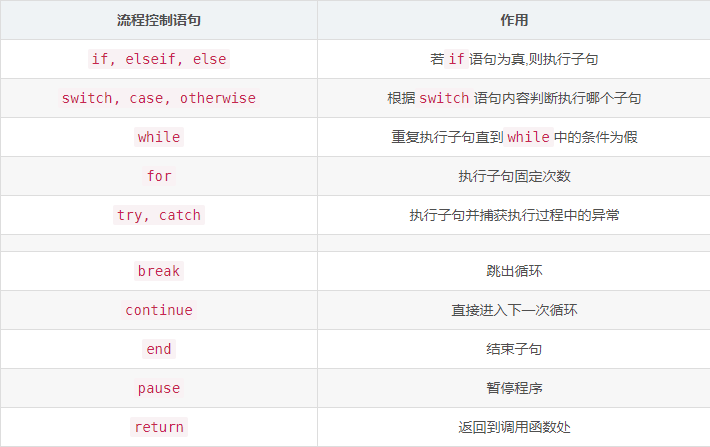 流程控制语句 作用
if, elseif, else 若 if 语句为真,则执行子句
switch, case, otherwise 根据 switch 语句内容判断执行哪个子句
while 重复执行子句直到 while 中的条件为假
for 执行子句固定次数
try, catch 执行子句并捕获执行过程中的异常
break 跳出循环
continue 直接进入下一次循环
end 结束子句
pause 暂停程序
return 返回到调用函数处